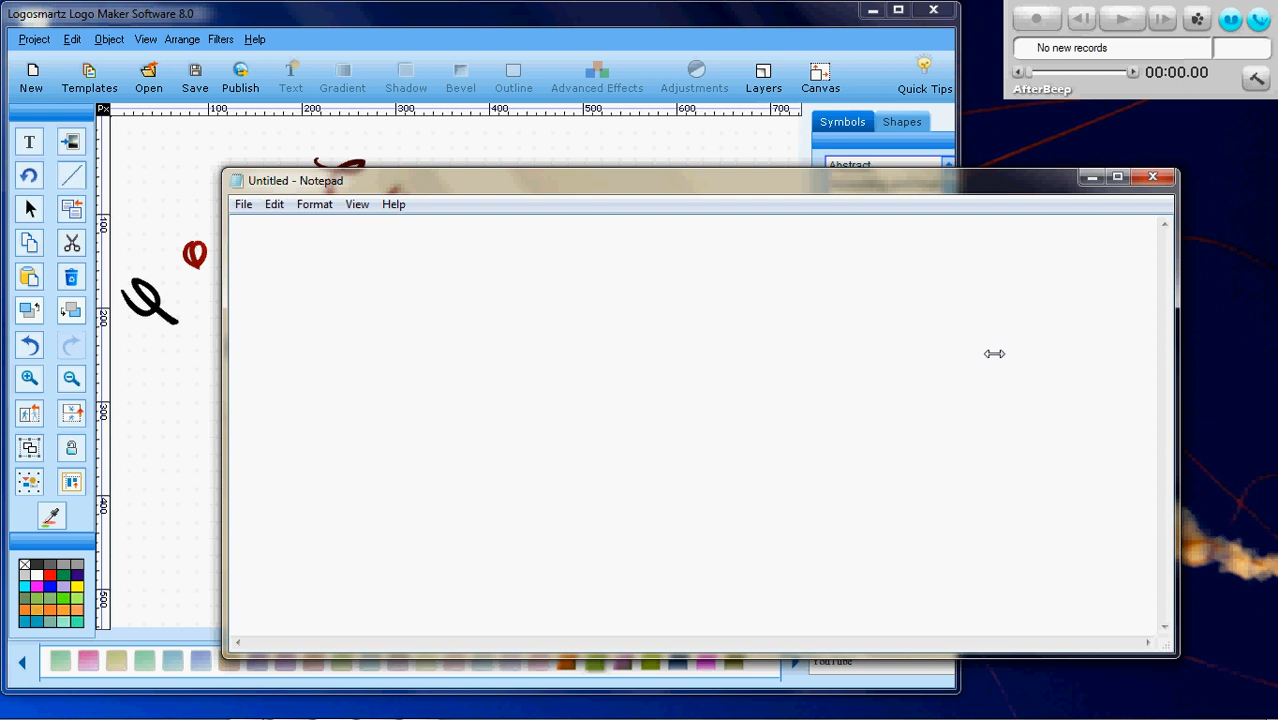 Logosmartz Logo Maker Software 8.0
Project Edit Object View Arrange Filters Help
New Templates Open Save Publish Text Gradient Shadow Bevel Outline Advanced Effects Adjustments Layers Canvas Quick Tips
Px 100 200 300 400 500 600 700
Symbols Shapes
Abstract
T
100
200
300
400
500
Untitled - Notepad
File Edit Format View Help
YouTube
No new records
00:00.00
AfterBeep